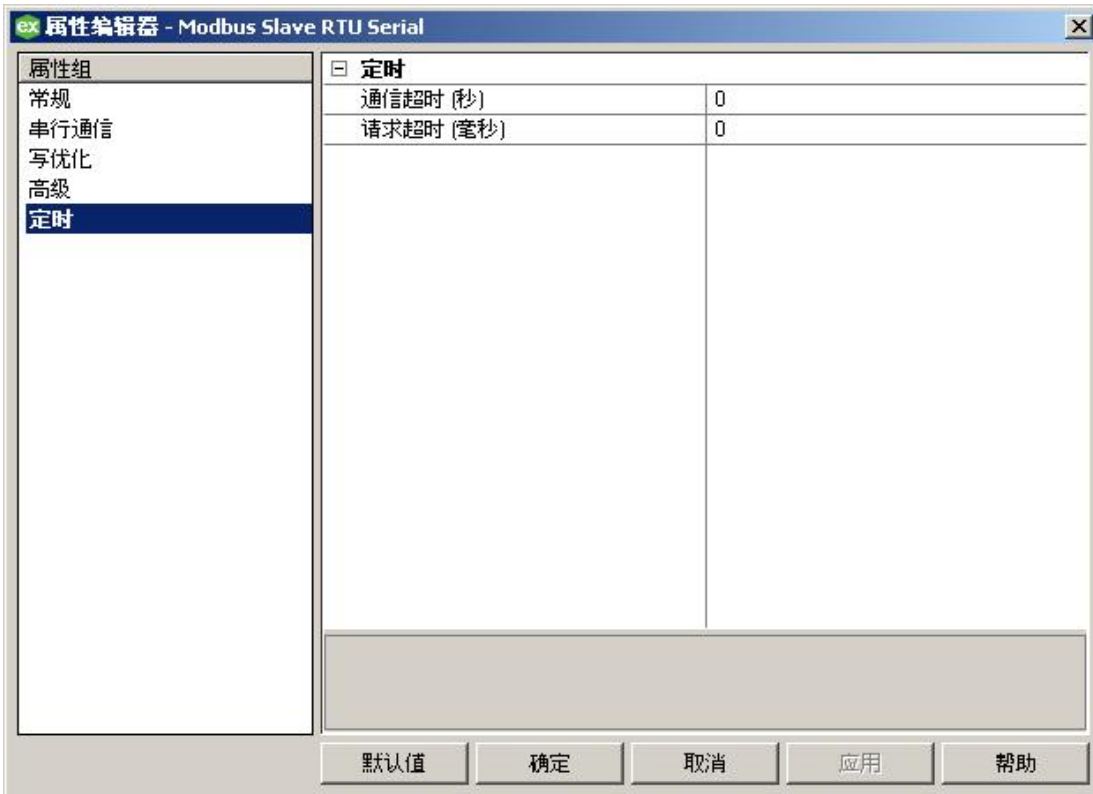 ex 属性编辑器 - Modbus Slave RTU Serial
属性组
常规
串行通信
写优化
高级
定时
定时
通信超时 (秒) 0
请求超时 (毫秒) 0
默认值 确定 取消 应用 帮助